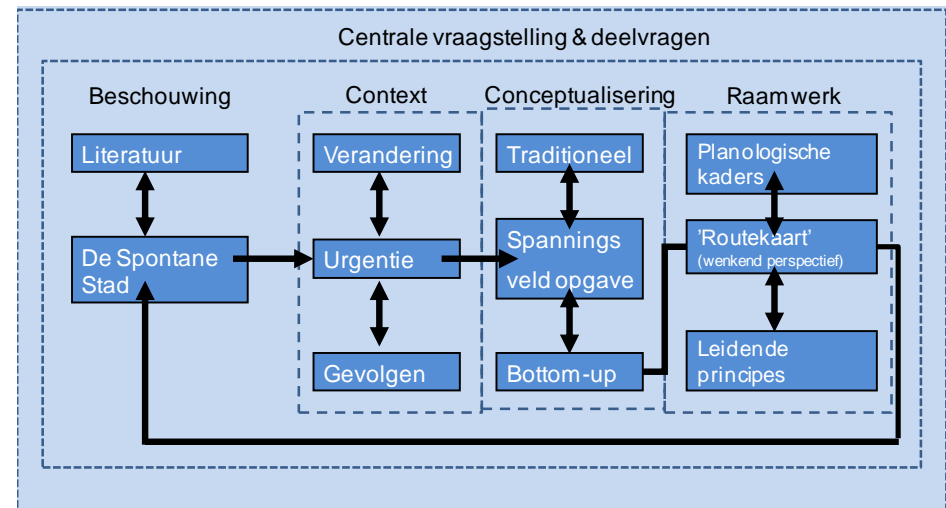 Centrale vraagstelling & deelvragen
Beschouwing
Context
Conceptualisering
Raamwerk
Literatuur
De Spontane
Stad
Verandering
Urgentie
Gevolgen
Traditioneel
Spannings
veld opgave
Bottom-up
Planologische
kaders
'Routekaart'
(wenkend perspectief)
Leidende
principes